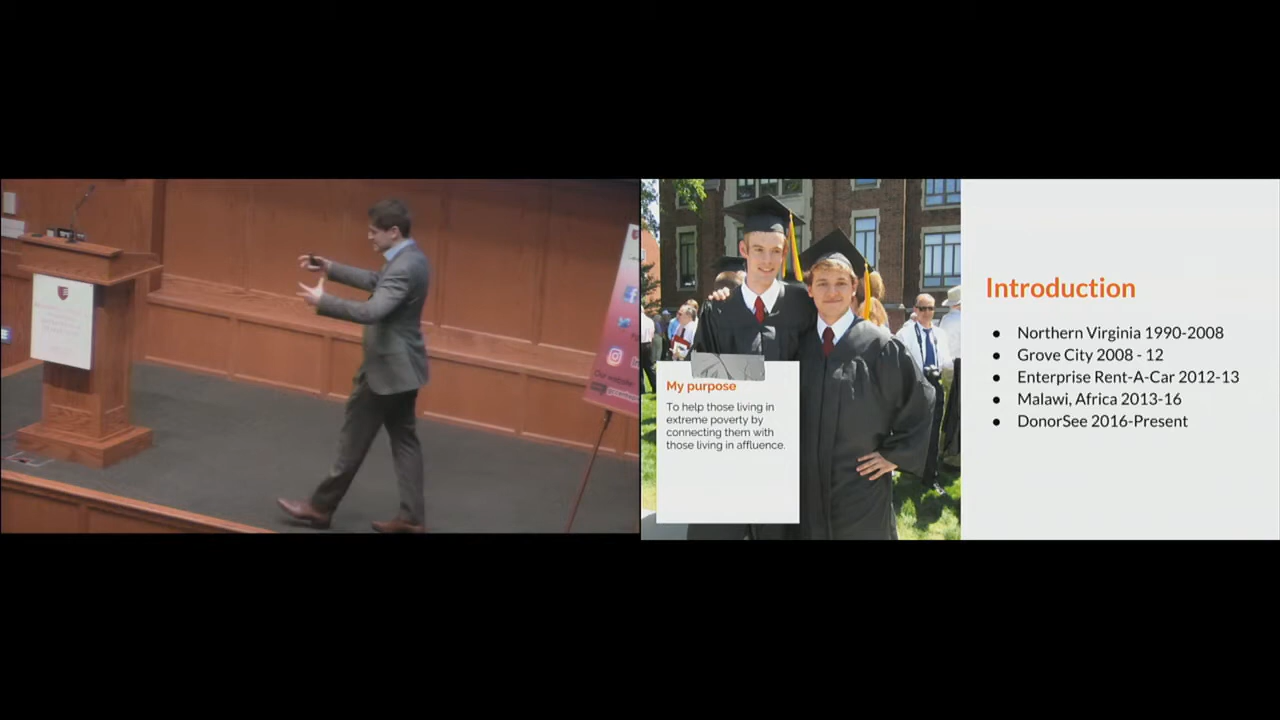 My purpose
To help those living in
extreme poverty by
connecting them with
those living in affluence.
Introduction
● Northern Virginia 1990-2008
● Grove City 2008 - 12
● Enterprise Rent-A-Car 2012-13
● Malawi, Africa 2013-16
● DonorSee 2016-Present